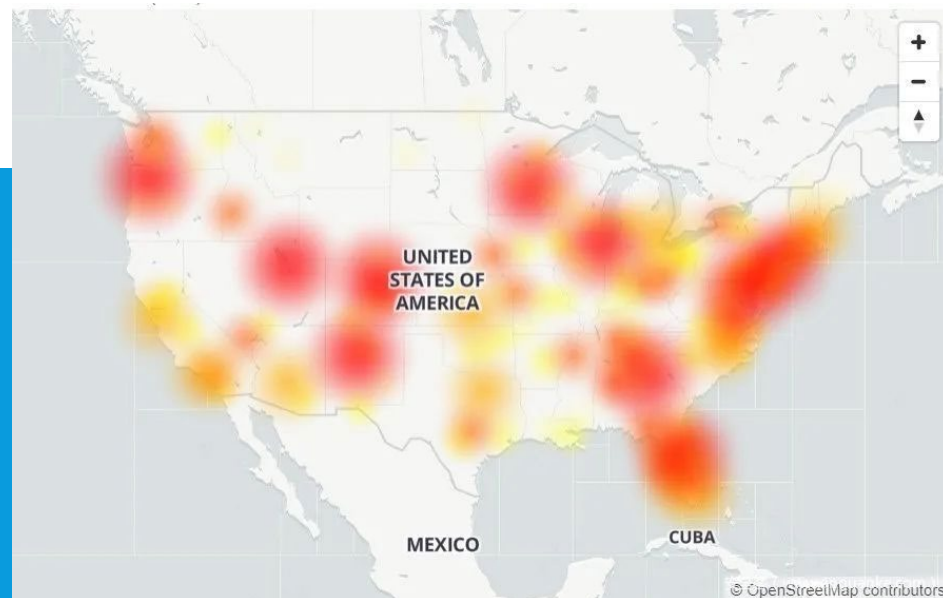 UNITED
STATES OF
AMERICA
MEXICO
CUBA
© OpenStreetMap contributors